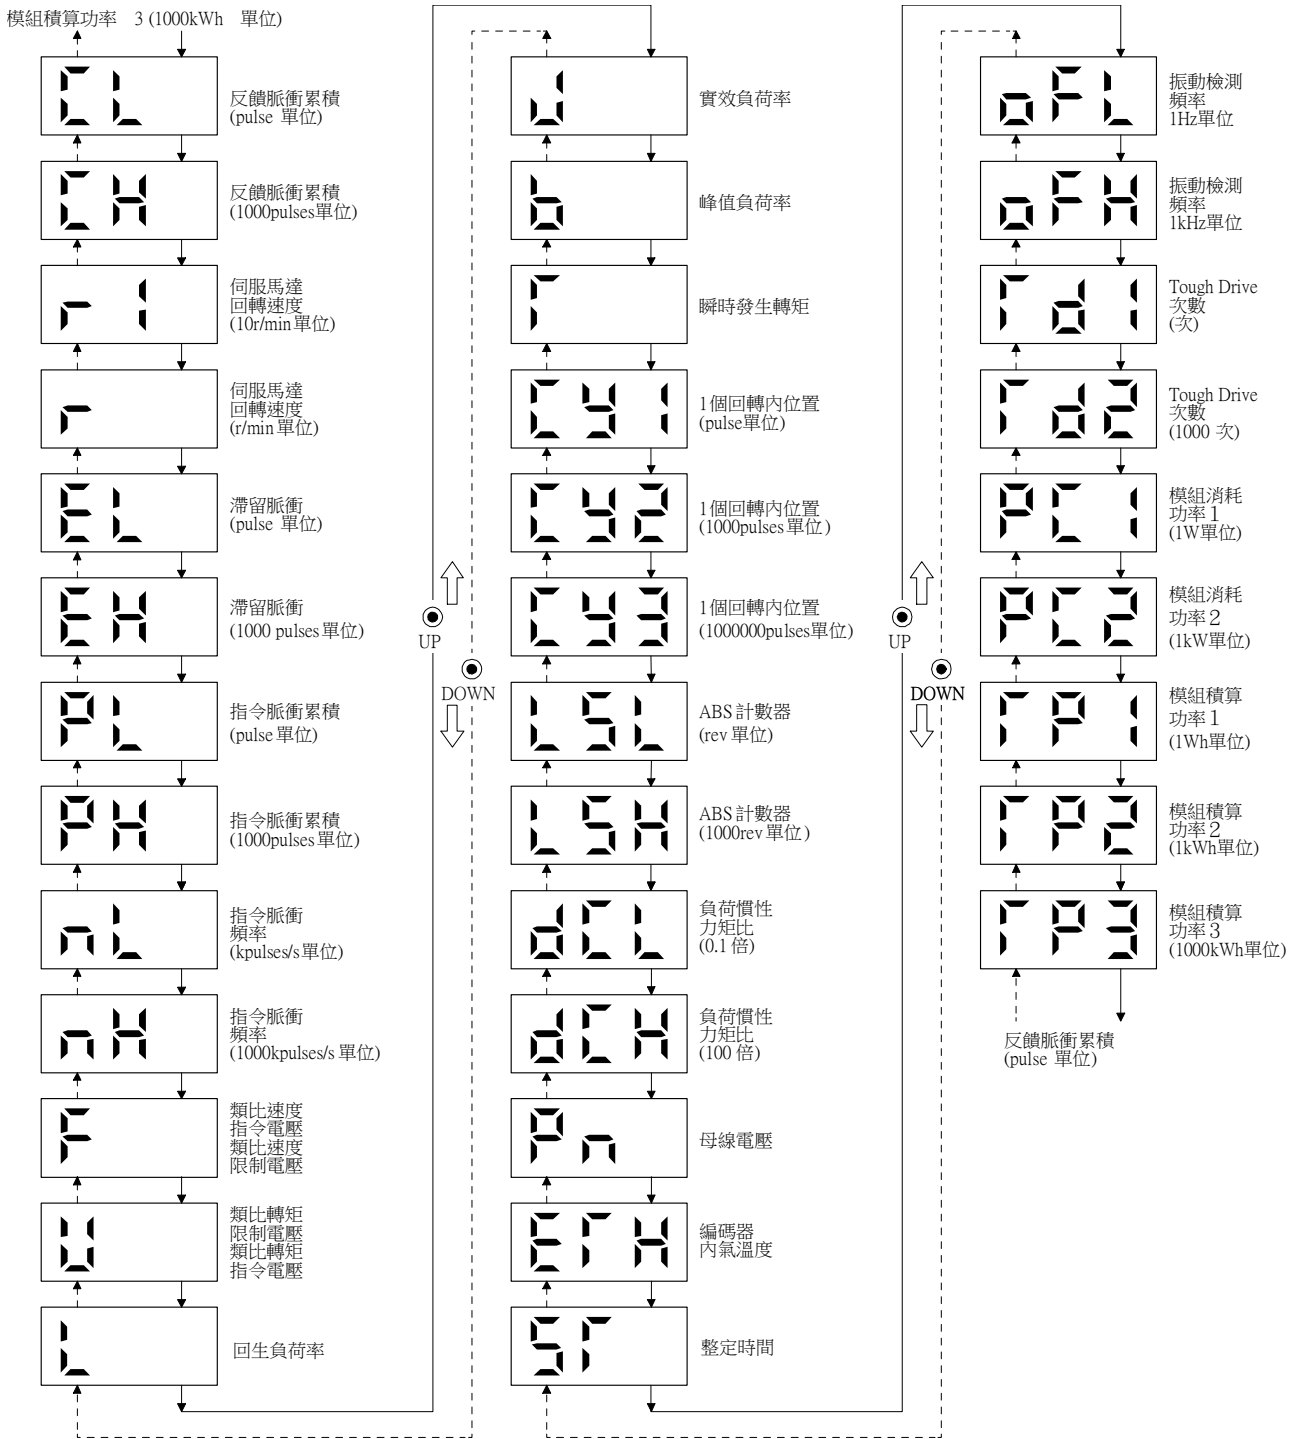 模組積算功率 3 (1000kWh 單位)
CL
反饋脈衝累積
(pulse 單位)
CH
反饋脈衝累積
(1000pulses單位)
r1
伺服馬達
回轉速度
(10r/min單位)
r
伺服馬達
回轉速度
(r/min單位)
EL
滯留脈衝
(pulse 單位)
EH
滯留脈衝
(1000 pulses單位)
PL
指令脈衝累積
(pulse單位)
PH
指令脈衝累積
(1000pulses單位)
nL
指令脈衝
頻率
(kpulses/s單位)
nH
指令脈衝
頻率
(1000kpulses/s單位)
F
類比速度
指令電壓
類比速度
限制電壓
U
類比轉矩
限制電壓
類比轉矩
指令電壓
L
回生負荷率
UP
DOWN
J
實效負荷率
b
峰值負荷率
T
瞬時發生轉矩
Cy1
1個回轉內位置
(pulse單位)
Cy2
1個回轉內位置
(1000pulses單位)
Cy3
1個回轉內位置
(1000000pulses單位)
LSL
ABS計數器
(rev單位)
LSH
ABS計數器
(1000rev單位)
dCL
負荷慣性
力矩比
(0.1倍)
dCH
負荷慣性
力矩比
(100倍)
Pn
母線電壓
ETH
編碼器
內氣溫度
ST
整定時間
UP
DOWN
oFL
振動檢測
頻率
1Hz單位
oFH
振動檢測
頻率
1kHz單位
Td1
Tough Drive
次數
(次)
Td2
Tough Drive
次數
(1000 次)
PC1
模組消耗
功率1
(1W單位)
PC2
模組消耗
功率2
(1kW單位)
TP1
模組積算
功率1
(1Wh單位)
TP2
模組積算
功率2
(1kWh單位)
TP3
模組積算
功率3
(1000kWh單位)
反饋脈衝累積
(pulse 單位)